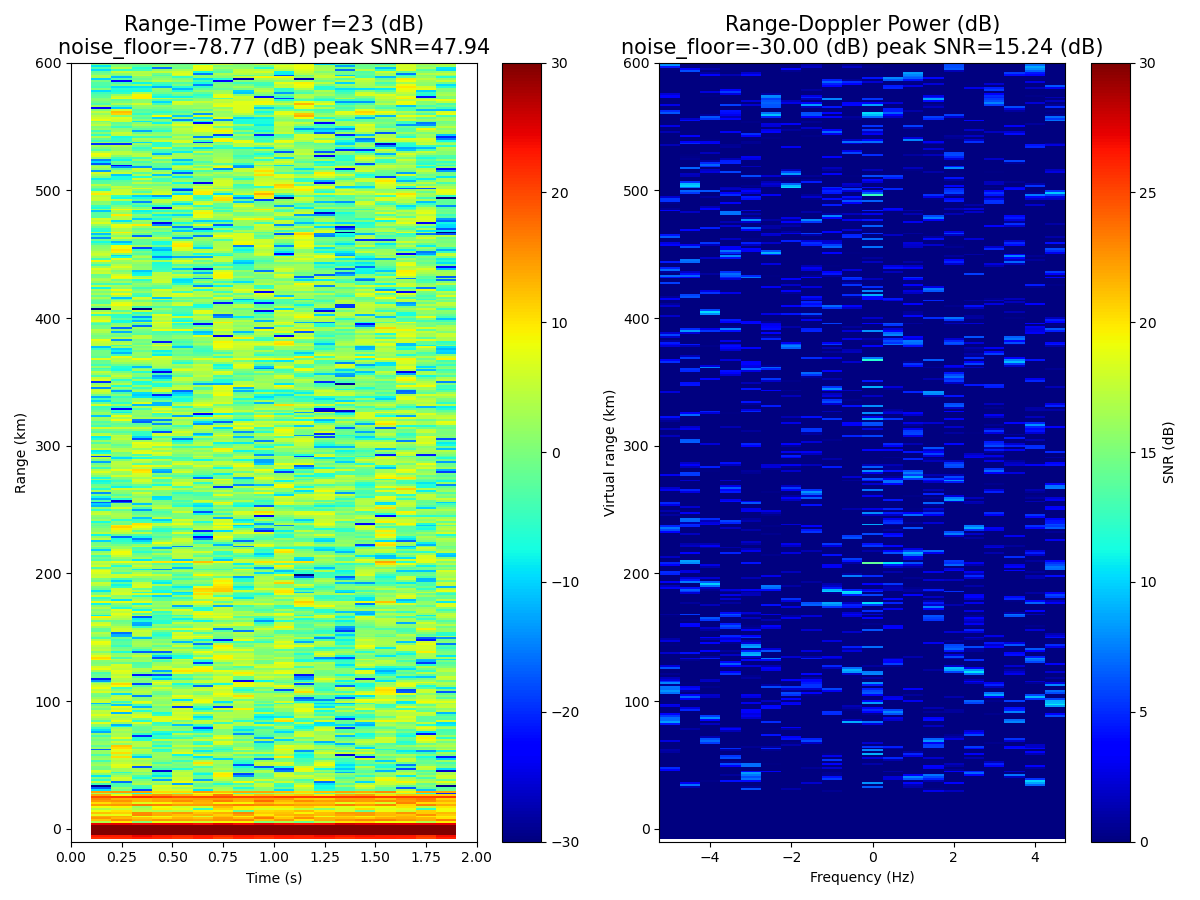 Range-Time Power f=23 (dB)
noise_floor=-78.77 (dB) peak SNR=47.94
Range (km)
600
500
400
300
200
100
0
0.00 0.25 0.50 0.75 1.00 1.25 1.50 1.75 2.00
Time (s)
30
20
10
0
−10
−20
−30
Range-Doppler Power (dB)
noise_floor=-30.00 (dB) peak SNR=15.24 (dB)
Virtual range (km)
600
500
400
300
200
100
0
−4 −2 0 2 4
Frequency (Hz)
30
25
20
15
10
5
0
SNR (dB)